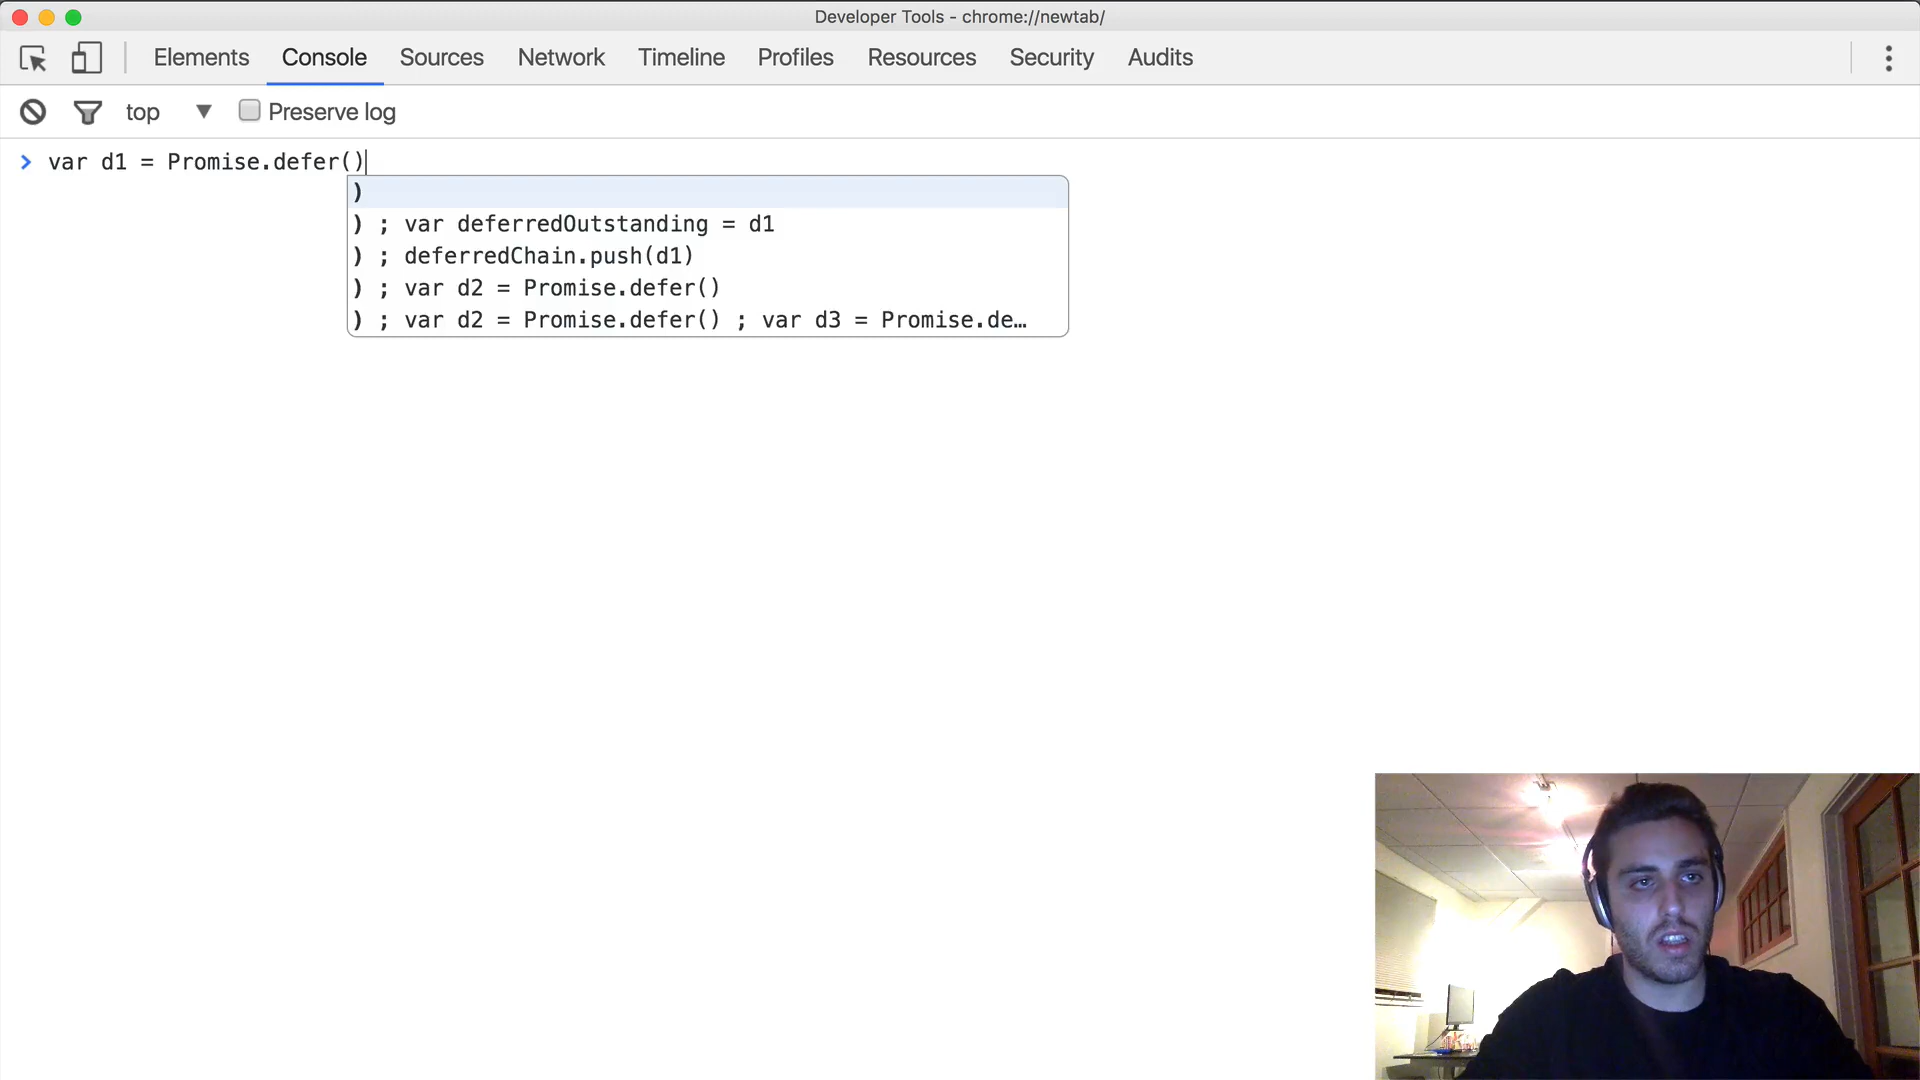 Developer Tools - chrome://newtab/
Elements Console Sources Network Timeline Profiles Resources Security Audits
top ▼ Preserve log
> var d1 = Promise.defer()
)
) ; var deferredOutstanding = d1
) ; deferredChain.push(d1)
) ; var d2 = Promise.defer()
) ; var d2 = Promise.defer() ; var d3 = Promise.de…